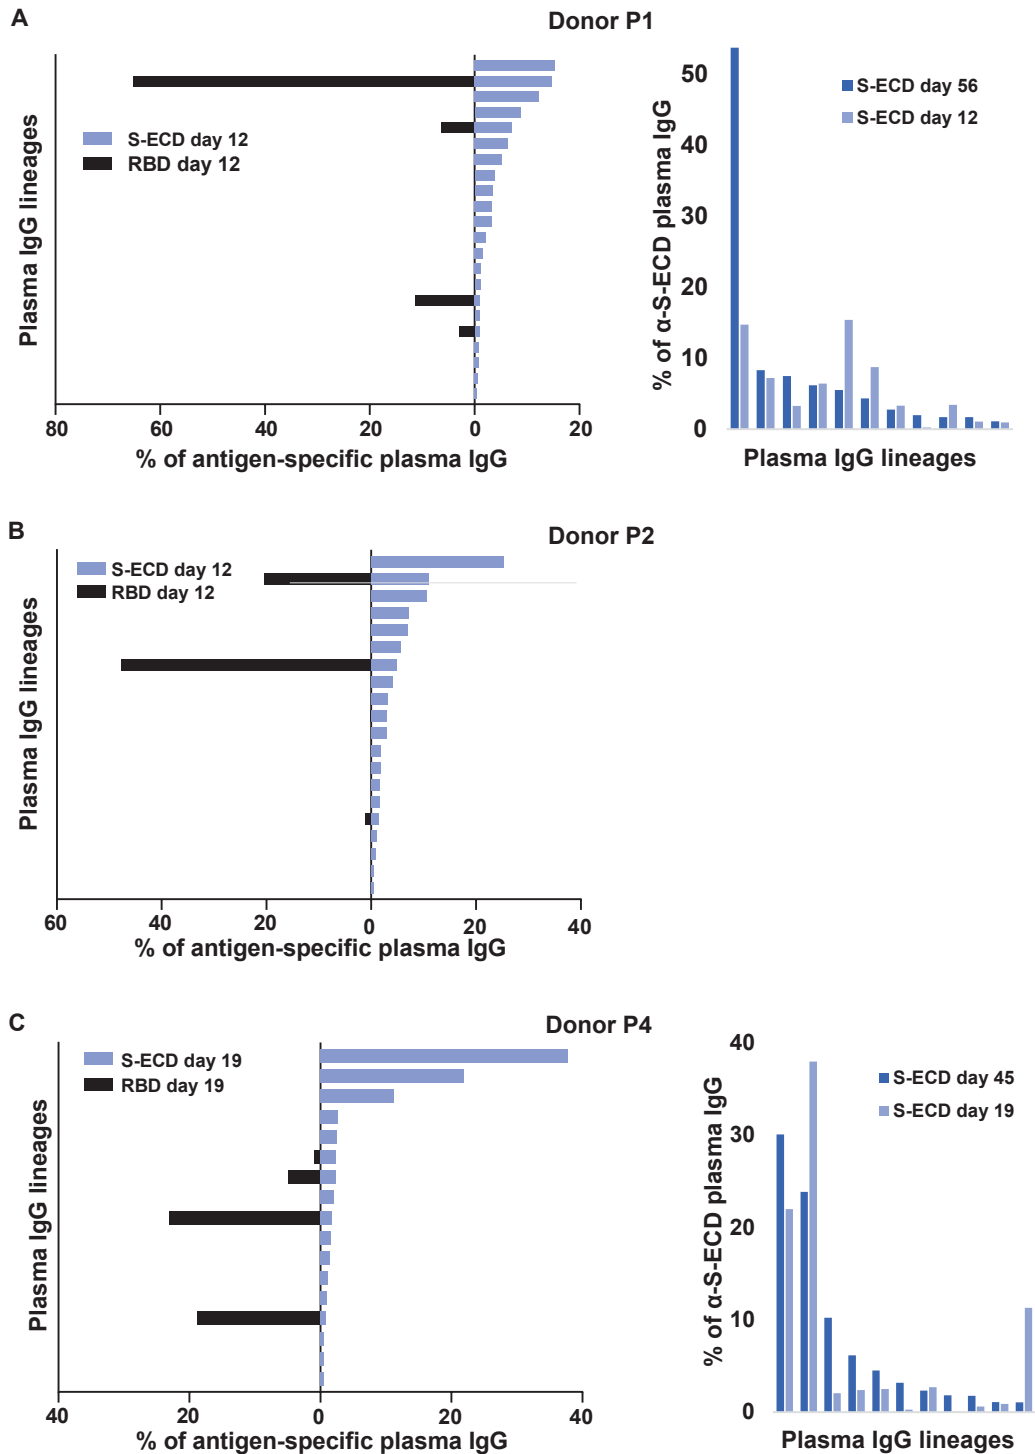 A
Donor P1
Plasma IgG lineages
S-ECD day 12
RBD day 12
80
60
40
20
0
20
% of antigen-specific plasma IgG
% of α-S-ECD plasma IgG
50
40
30
20
10
0
S-ECD day 56
S-ECD day 12
Plasma IgG lineages
B
Donor P2
Plasma IgG lineages
S-ECD day 12
RBD day 12
60
40
20
0
20
40
% of antigen-specific plasma IgG
C
Donor P4
Plasma IgG lineages
S-ECD day 19
RBD day 19
40
20
0
20
40
% of antigen-specific plasma IgG
% of α-S-ECD plasma IgG
40
30
20
10
0
S-ECD day 45
S-ECD day 19
Plasma IgG lineages